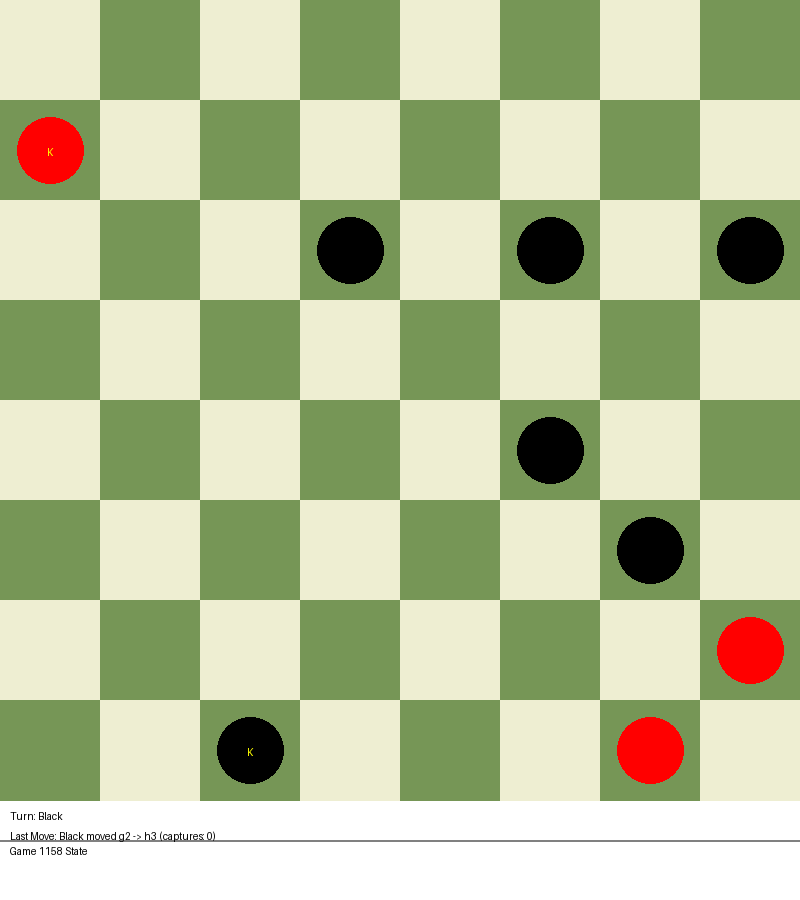 K
K
Turn: Black
Last Move: Black moved g2 -> h3 (captures: 0)
Game 1158 State